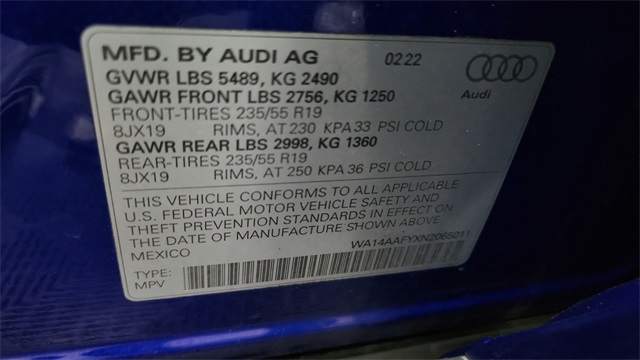 MFD. BY AUDI AG 0222
GVWR LBS 5489, KG 2490
GAWR FRONT LBS 2756, KG 1250
Audi
FRONT-TIRES 235/55 R19
8JX19 RIMS, AT 230 KPA 33 PSI COLD
GAWR REAR LBS 2998, KG 1360
REAR-TIRES 235/55 R19
8JX19 RIMS, AT 250 KPA 36 PSI COLD
THIS VEHICLE CONFORMS TO ALL APPLICABLE
U.S. FEDERAL MOTOR VEHICLE SAFETY AND
THEFT PREVENTION STANDARDS IN EFFECT ON
THE DATE OF MANUFACTURE SHOWN ABOVE.
MEXICO WA14AAFYXN2065011
TYPE:
MPV